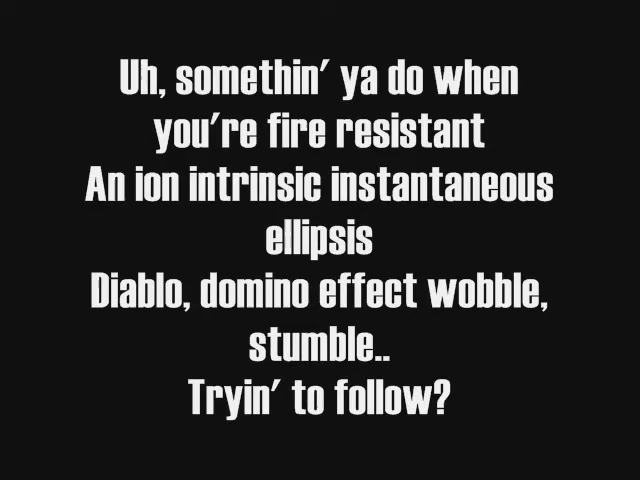 Uh, somethin' ya do when
you're fire resistant
An ion intrinsic instantaneous
ellipsis
Diablo, domino effect wobble,
stumble..
Tryin' to follow?